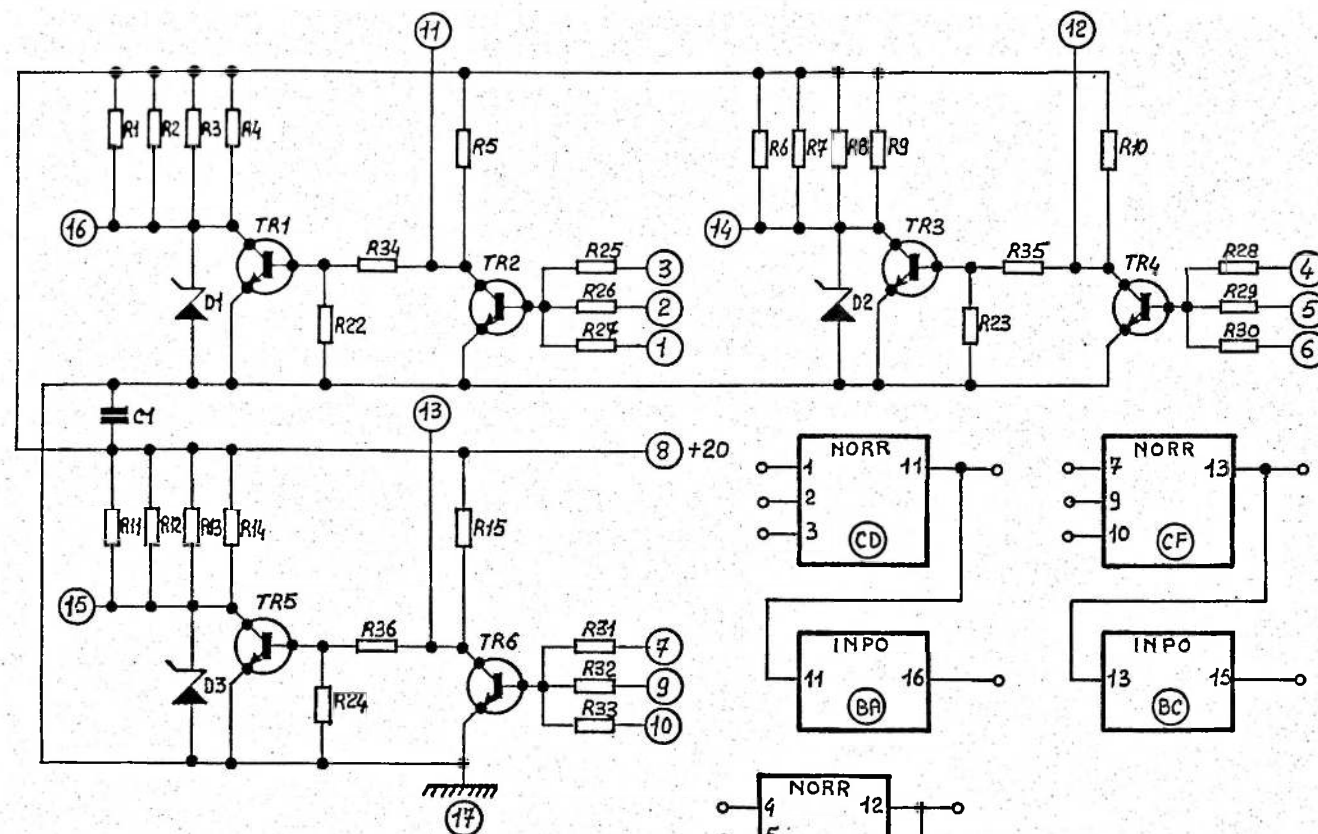 11
12
R1 R2 R3 R4
R5
R6 R7 R8 R9
R10
16
TR1
R34
TR2
R25
3
R26
2
R27
1
D1
R22
14
TR3
R35
TR4
R28
4
R29
5
R30
6
D2
R23
C1
13
8 +20
R11 R12 R13 R14
R15
15
TR5
R36
TR6
R31
7
R32
9
R33
10
D3
R24
17
NORR
1
2
3
11
CD
NORR
7
9
10
13
CF
INPO
11
16
BA
INPO
13
15
BC
NORR
4
12